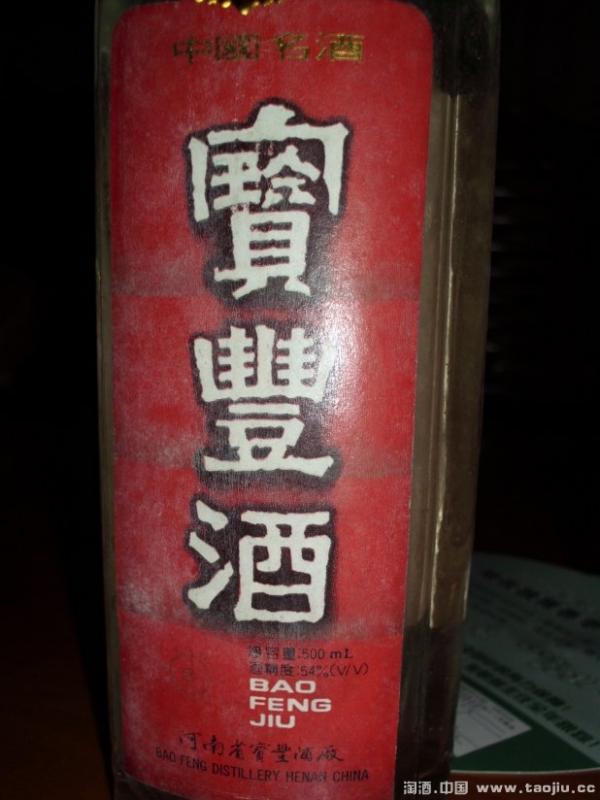 中國名酒
寶豐酒
净容量:500 mL
酒精度:54%(V/V)
BAO
FENG
JIU
河南省寶豐酒廠
BAO FENG DISTILLERY HENAN CHINA
淘酒.中国 www.taojiu.cc